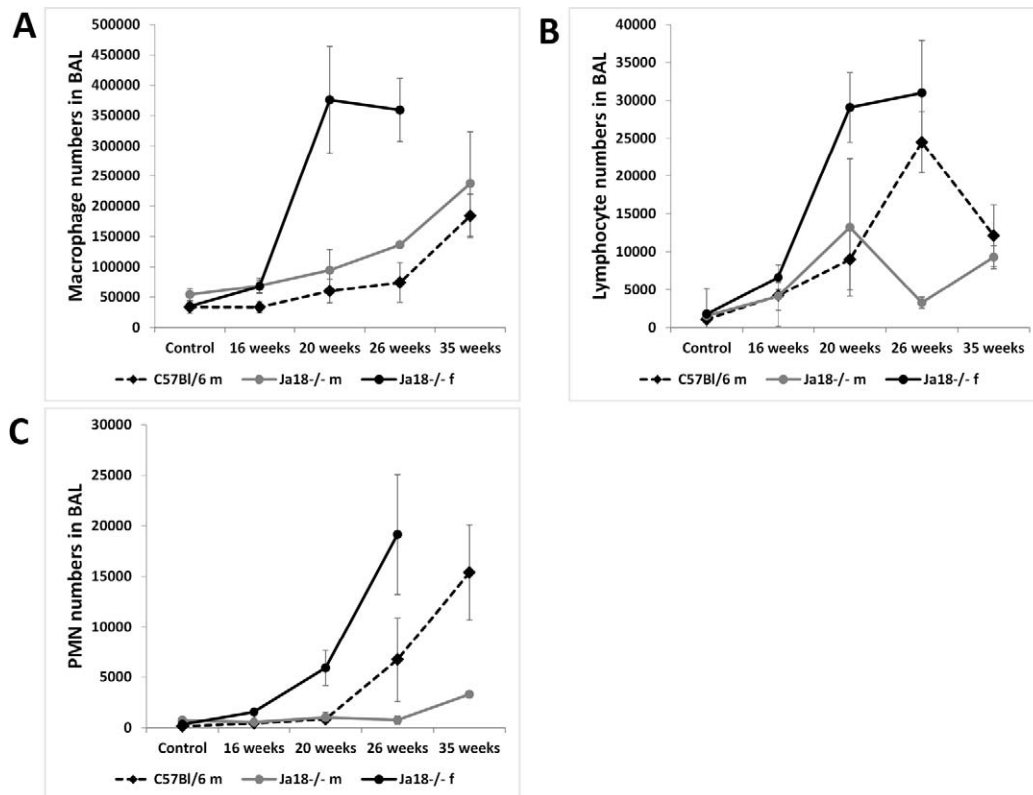 A
Macrophage numbers in BAL
500000
450000
400000
350000
300000
250000
200000
150000
100000
50000
0
Control 16 weeks 20 weeks 26 weeks 35 weeks
C57Bl/6 m Ja18-/- m Ja18-/- f
B
Lymphocyte numbers in BAL
40000
35000
30000
25000
20000
15000
10000
5000
0
Control 16 weeks 20 weeks 26 weeks 35 weeks
C57Bl/6 m Ja18-/- m Ja18-/- f
C
PMN numbers in BAL
30000
25000
20000
15000
10000
5000
0
Control 16 weeks 20 weeks 26 weeks 35 weeks
C57Bl/6 m Ja18-/- m Ja18-/- f